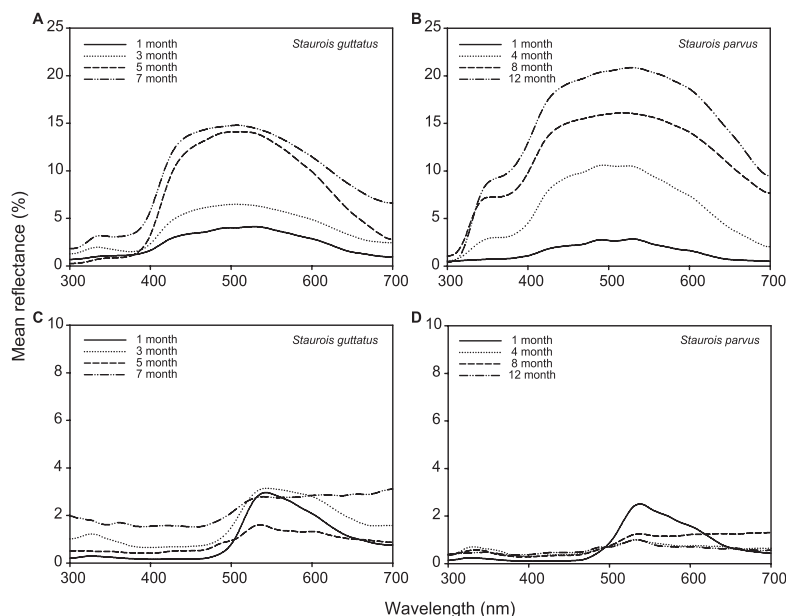 A
Staurois guttatus
1 month
3 month
5 month
7 month
25
20
15
10
5
0
300 400 500 600 700
B
Staurois parvus
1 month
4 month
8 month
12 month
25
20
15
10
5
0
300 400 500 600 700
Mean reflectance (%)
C
Staurois guttatus
1 month
3 month
5 month
7 month
10
8
6
4
2
0
300 400 500 600 700
D
Staurois parvus
1 month
4 month
8 month
12 month
10
8
6
4
2
0
300 400 500 600 700
Wavelength (nm)